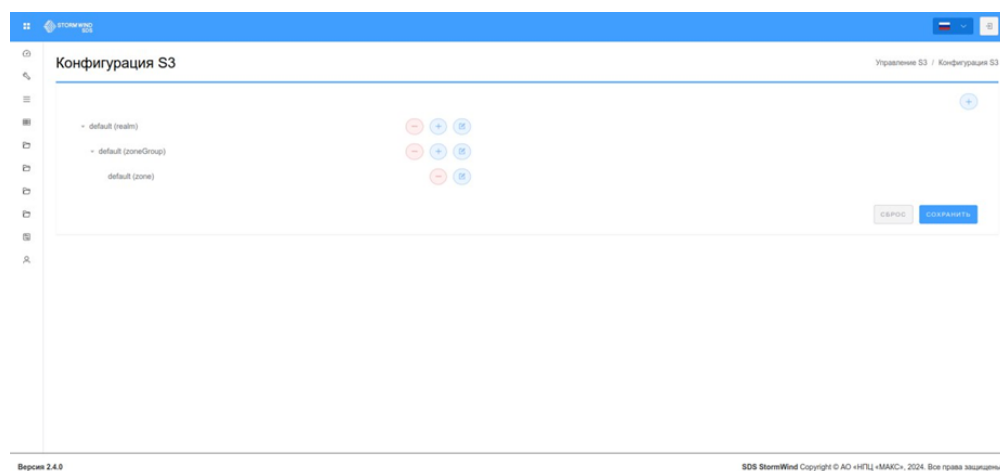 STORMWIND
SDS
Конфигурация S3
Управление S3 / Конфигурация S3
default (realm)
default (zoneGroup)
default (zone)
СБРОС
СОХРАНИТЬ
Версия 2.4.0
SDS StormWind Copyright © АО «НПЦ «МАКС», 2024. Все права защищены